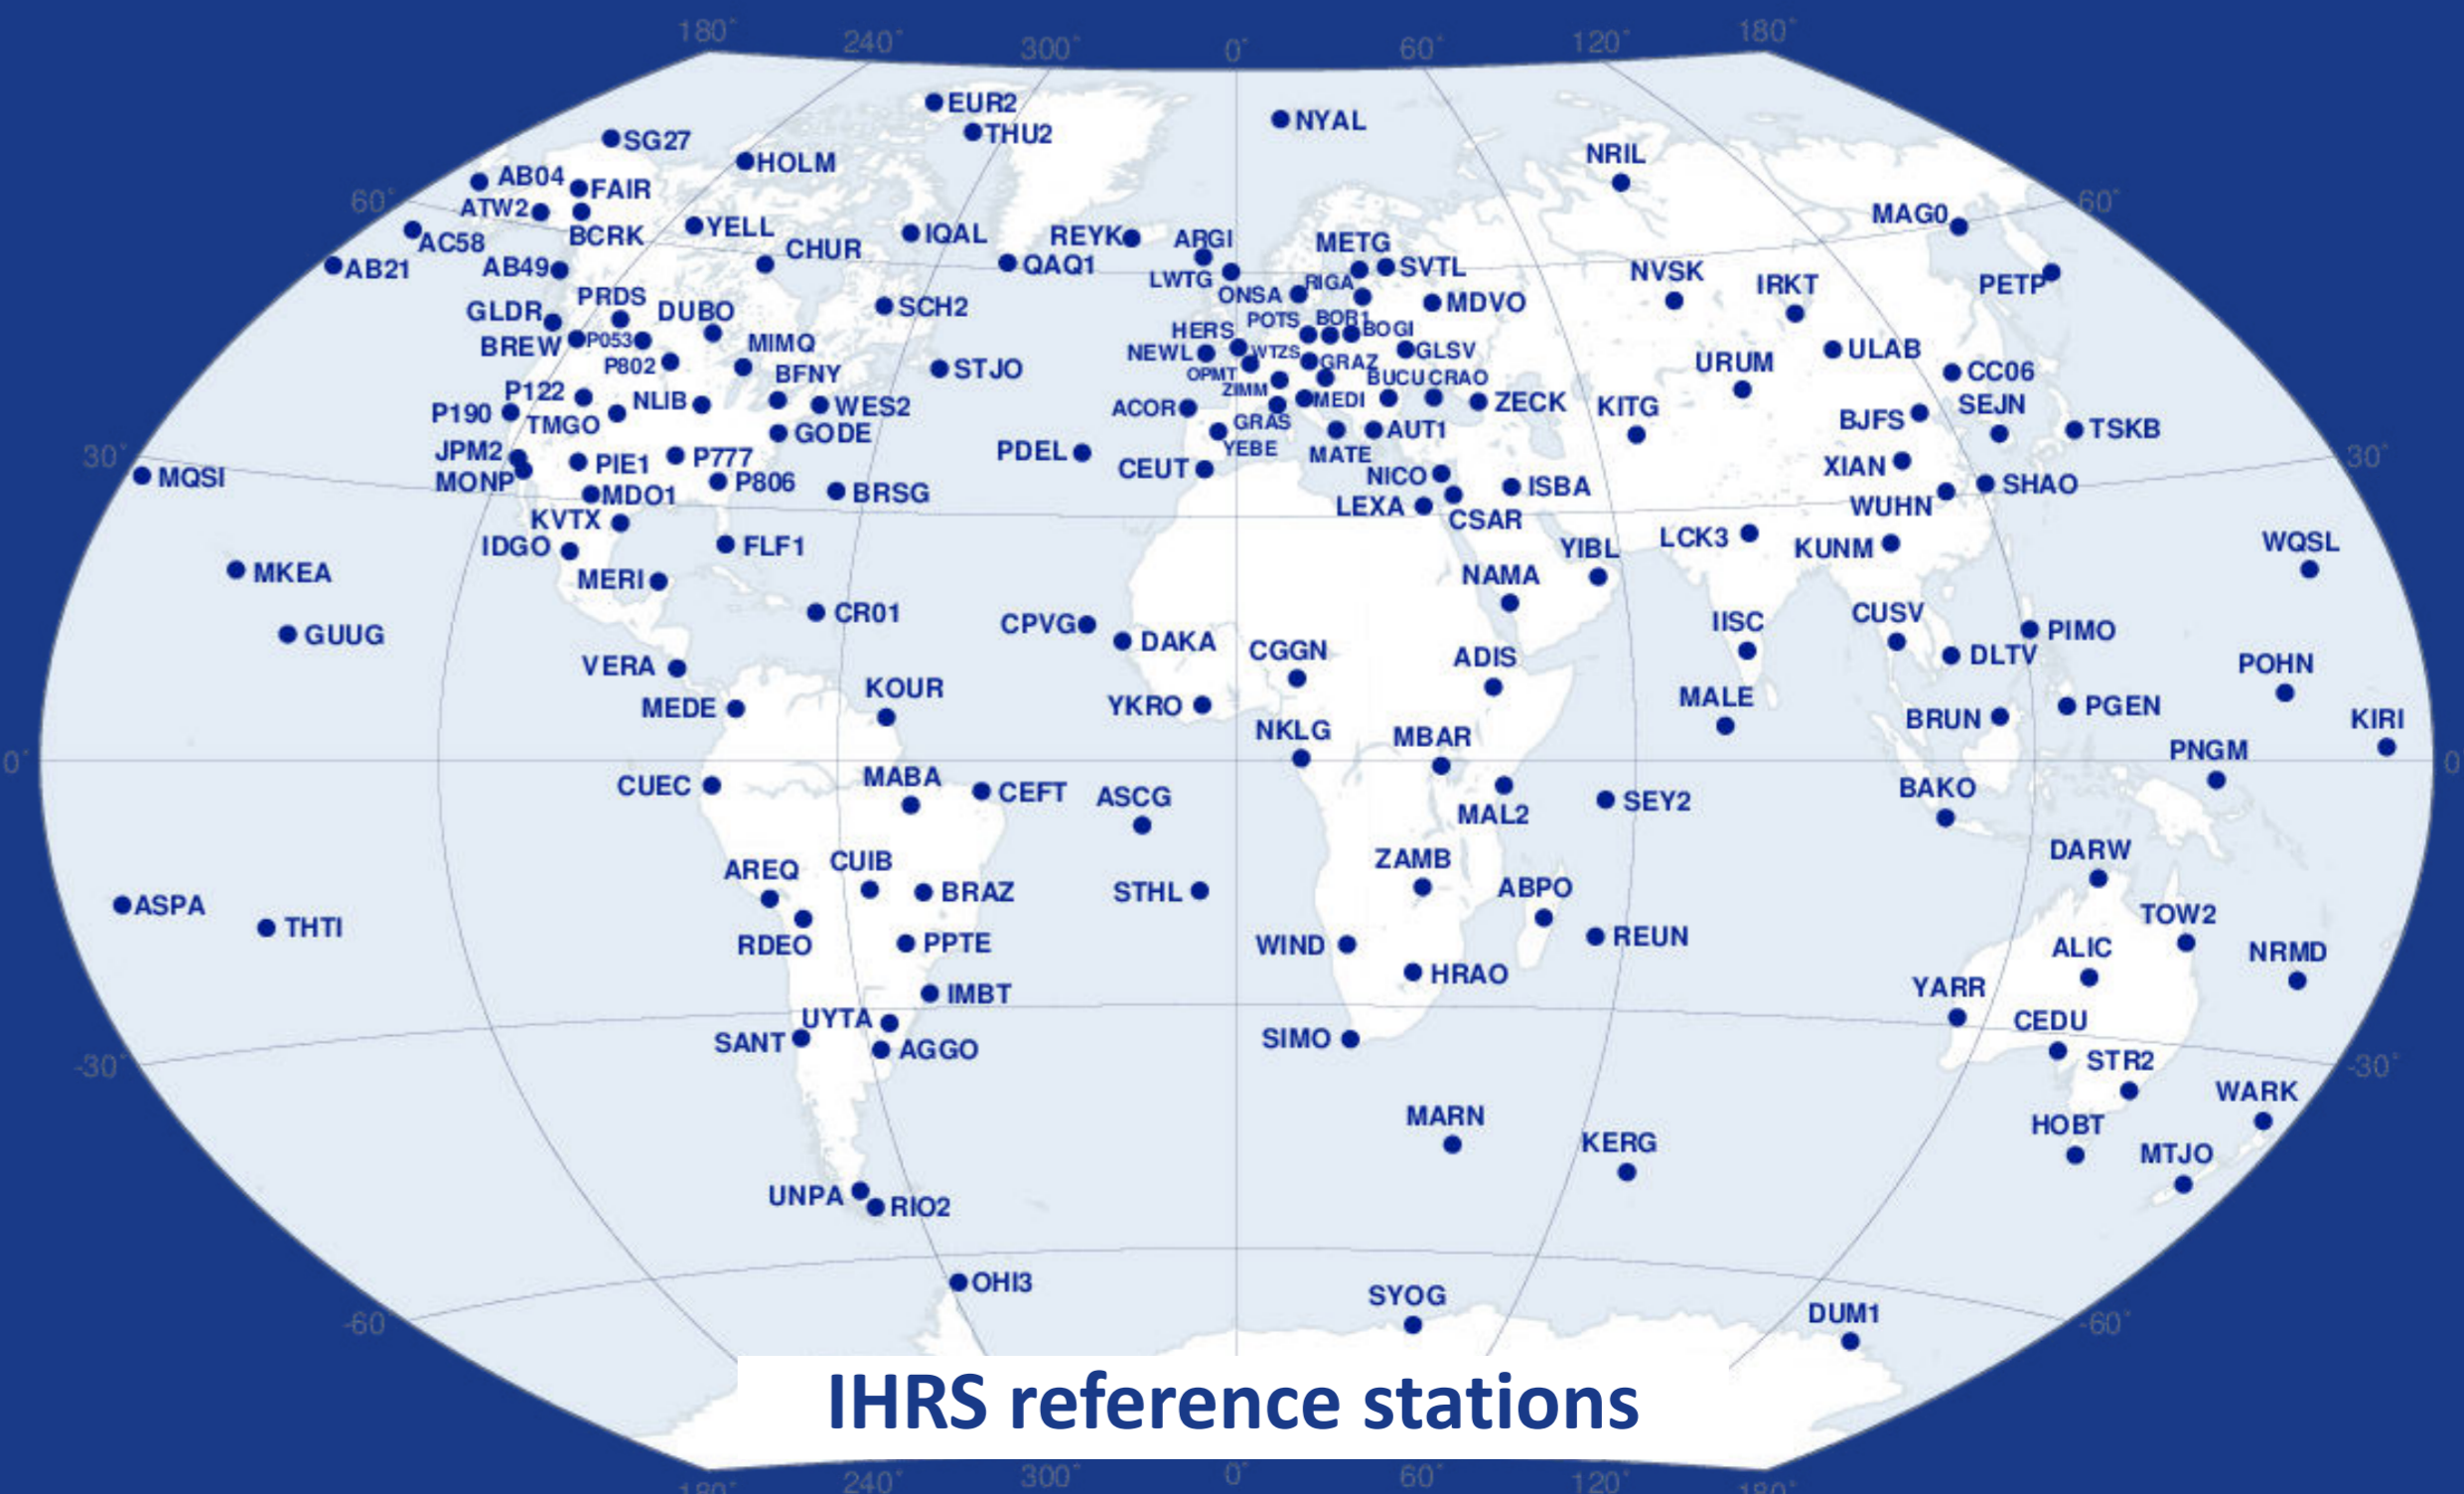 180°
240°
300°
0°
60°
120°
180°
EUR2
THU2
NYAL
SG27
HOLM
NRIL
AB04
FAIR
60°
ATW2
BCRK
YELL
IQAL
REYK
ARGI
METG
MAG0
60°
AC58
CHUR
QAQ1
LWTG
SVTL
AB21
AB49
NVSK
IRKT
PETP
PRDS
DUBO
SCH2
ONSA
RIGA
MDVO
GLDR
BREW
P053
MIMQ
HERS
POTS
BOR1
BOGI
NEWL
WTZS
GLSV
ULAB
P802
BFNY
STJO
OPMT
GRAZ
URUM
CC06
P122
NLIB
WES2
ZIMM
BUCU
CRAO
P190
TMGO
ACOR
MEDI
ZECK
KITG
SEJN
GODE
GRAS
AUT1
BJFS
TSKB
30°
JPM2
PIE1
P777
PDEL
YEBE
MATE
XIAN
30°
MQSI
MONP
P806
CEUT
NICO
ISBA
SHAO
MDO1
BRSG
LEXA
CSAR
WUHN
KVTX
IDGO
FLF1
YIBL
LCK3
KUNM
WQSL
MKEA
MERI
NAMA
GUUG
CR01
CPVG
DAKA
IISC
CUSV
PIMO
VERA
CGGN
ADIS
DLTV
POHN
MEDE
KOUR
YKRO
MALE
BRUN
PGEN
KIRI
0°
NKLG
MBAR
PNGM
0
CUEC
MABA
CEFT
ASCG
MAL2
SEY2
BAKO
AREQ
CUIB
BRAZ
STHL
ZAMB
ABPO
DARW
ASPA
THTI
RDEO
PPTE
WIND
REUN
TOW2
ALIC
NRMD
HRAO
IMBT
YARR
UYTA
SANT
AGGO
SIMO
CEDU
-30°
STR2
-30°
WARK
MARN
KERG
HOBT
MTJO
UNPA
RIO2
OHI3
SYOG
DUM1
-60°
-60°
IHRS reference stations
180°
240°
300°
0°
60°
120°
180°